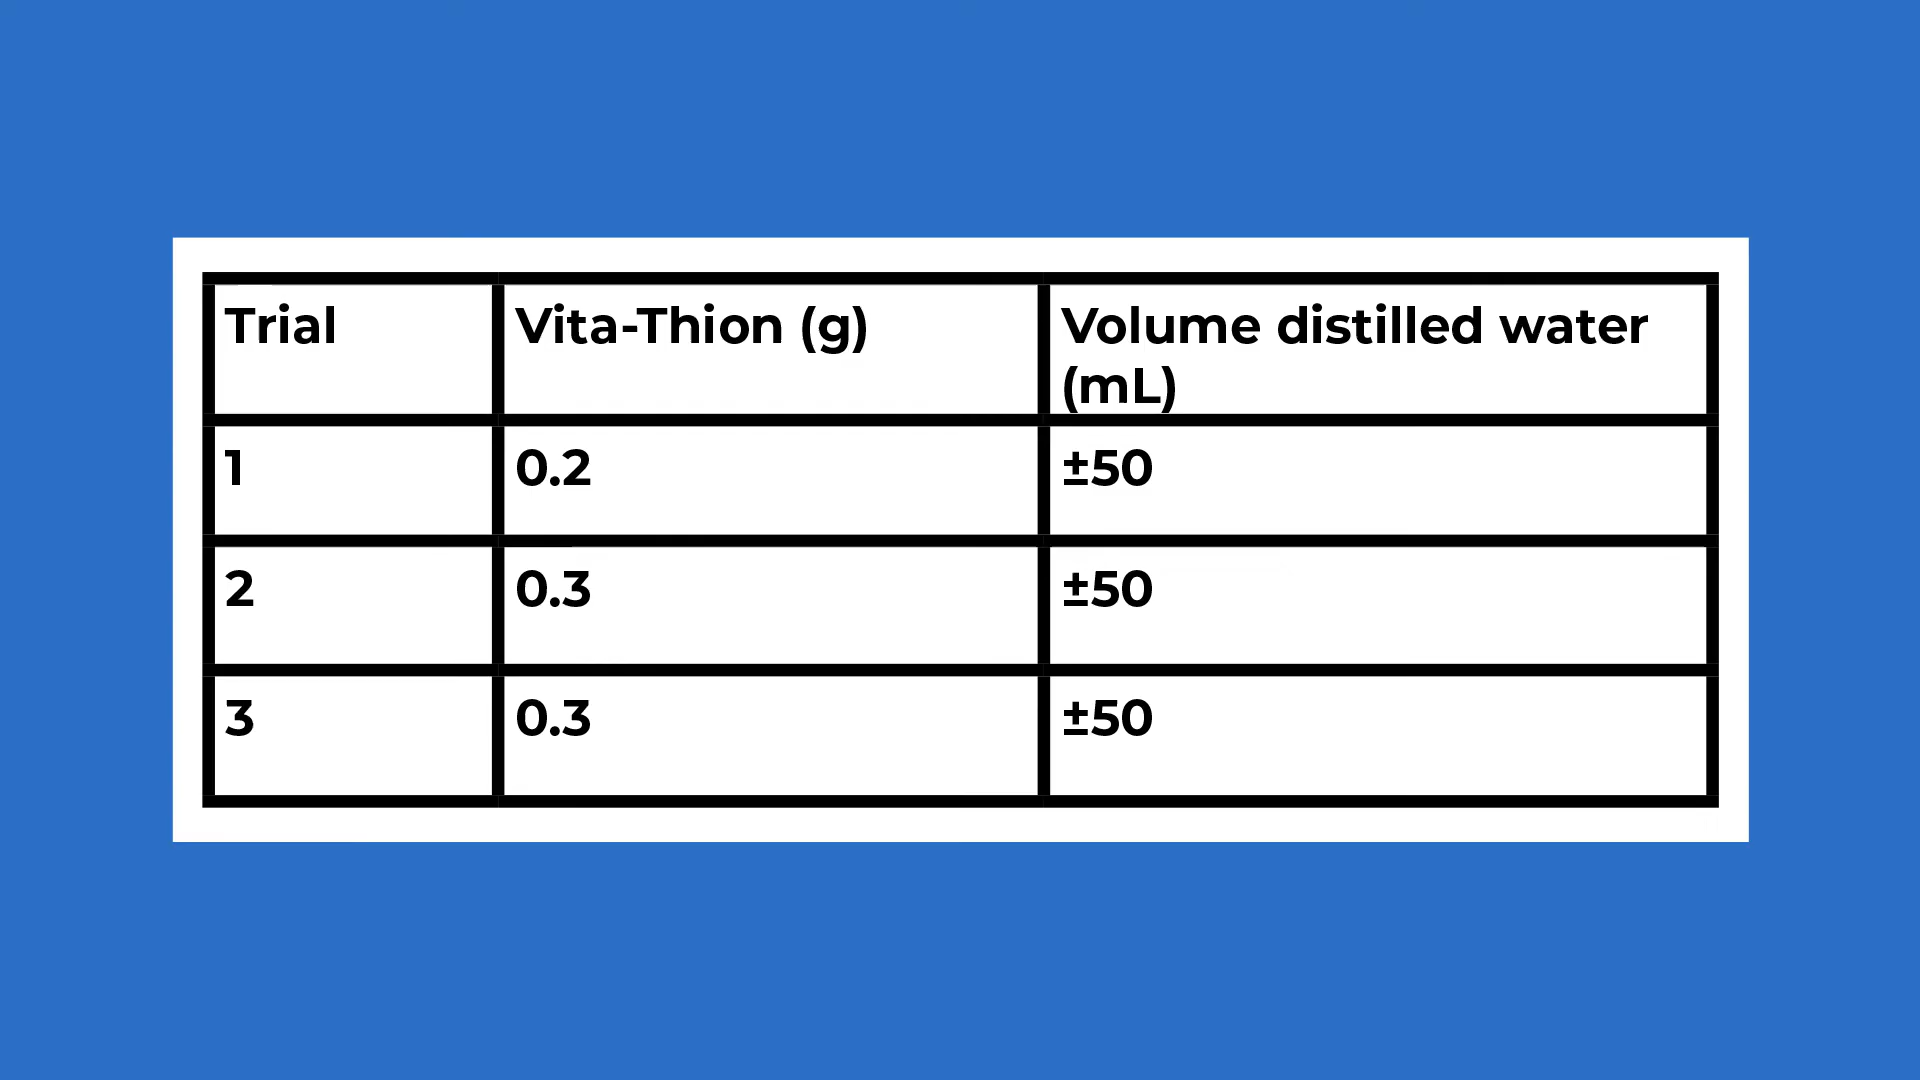 Trial Vita-Thion (g) Volume distilled water
(mL)
1 0.2 ±50
2 0.3 ±50
3 0.3 ±50